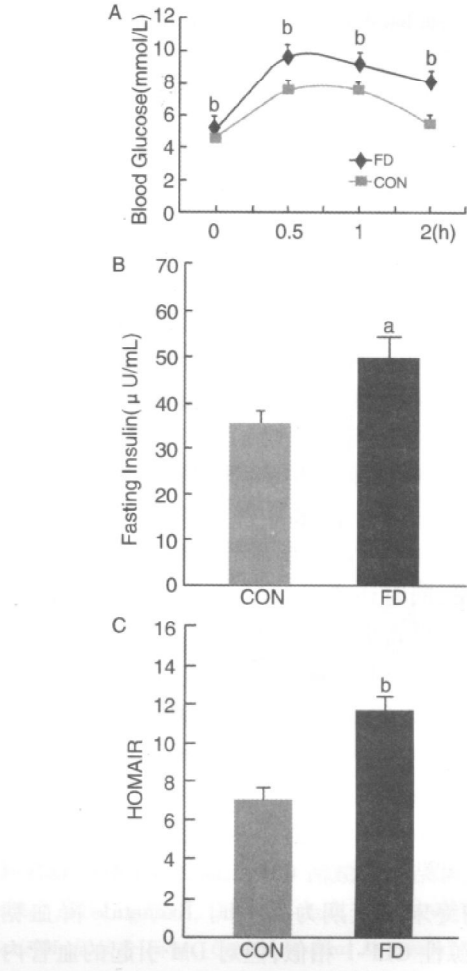 A
Blood Glucose(mmol/L)
12
10
8
6
4
2
0
b
b
b
b
FD
CON
0
0.5
1
2(h)
B
Fasting Insulin( μ U/mL)
70
60
50
40
30
20
10
0
a
CON
FD
C
HOMAIR
16
14
12
10
8
6
4
2
0
b
CON
FD